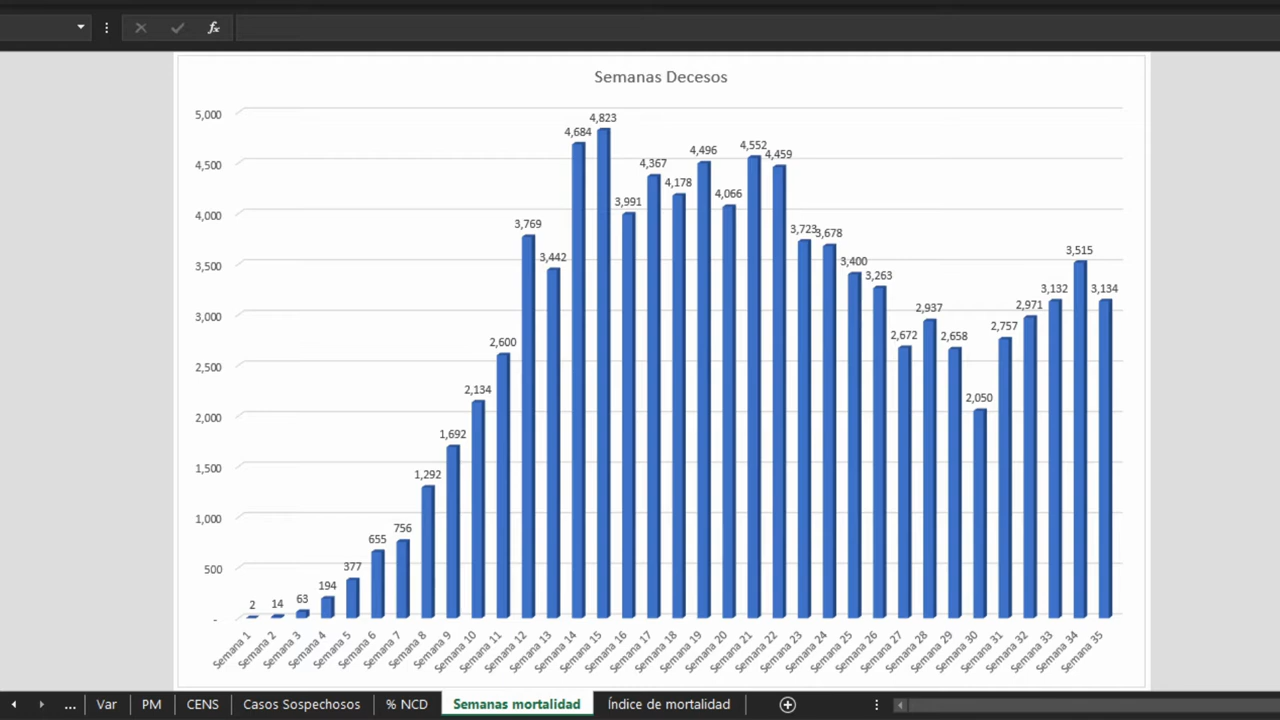 fx
Semanas Decesos
5,000
4,500
4,000
3,500
3,000
2,500
2,000
1,500
1,000
500
-
2
14
63
194
377
655
756
1,292
1,692
2,134
2,600
3,769
3,442
4,684
4,823
3,991
4,367
4,178
4,496
4,066
4,552
4,459
3,723
3,678
3,400
3,263
2,672
2,937
2,658
2,050
2,757
2,971
3,132
3,515
3,134
Semana 1
Semana 2
Semana 3
Semana 4
Semana 5
Semana 6
Semana 7
Semana 8
Semana 9
Semana 10
Semana 11
Semana 12
Semana 13
Semana 14
Semana 15
Semana 16
Semana 17
Semana 18
Semana 19
Semana 20
Semana 21
Semana 22
Semana 23
Semana 24
Semana 25
Semana 26
Semana 27
Semana 28
Semana 29
Semana 30
Semana 31
Semana 32
Semana 33
Semana 34
Semana 35
... Var PM CENS Casos Sospechosos % NCD Semanas mortalidad Índice de mortalidad